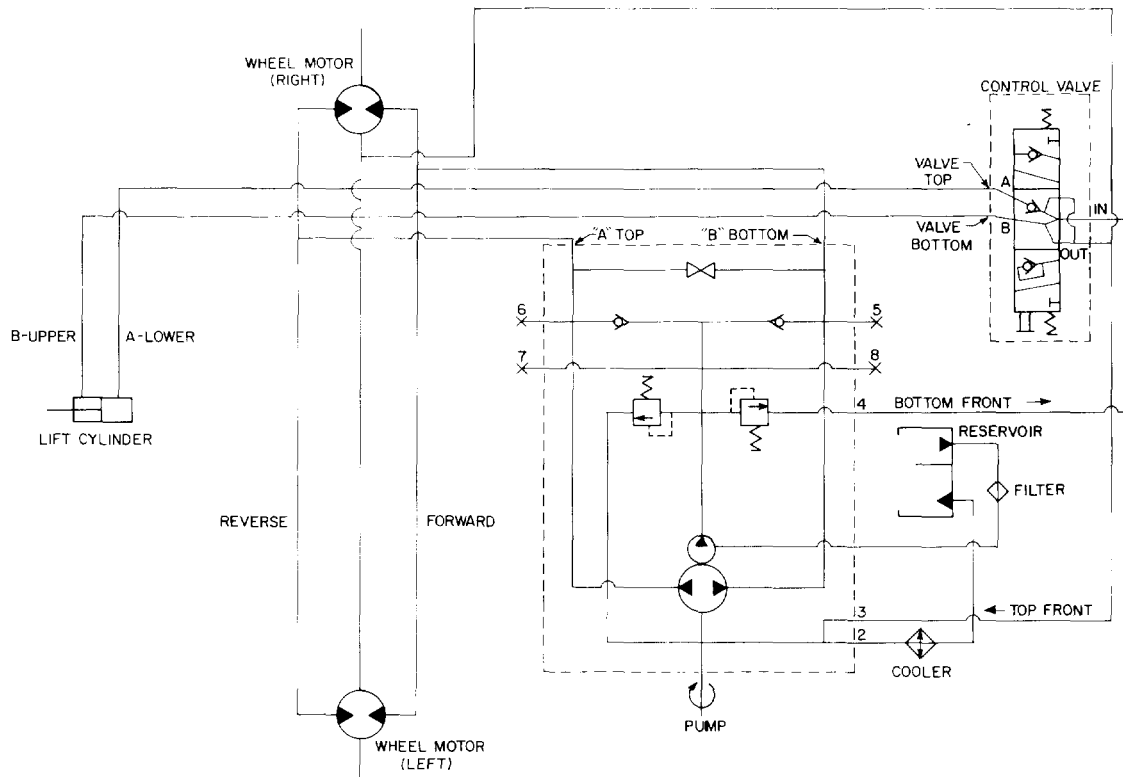 WHEEL MOTOR
(RIGHT)
CONTROL VALVE
VALVE
TOP
A
B
IN
OUT
VALVE
BOTTOM
"A" TOP
"B" BOTTOM
6
5
7
8
B-UPPER
A-LOWER
LIFT CYLINDER
4
BOTTOM FRONT
RESERVOIR
FILTER
REVERSE
FORWARD
3
TOP FRONT
2
COOLER
PUMP
WHEEL MOTOR
(LEFT)